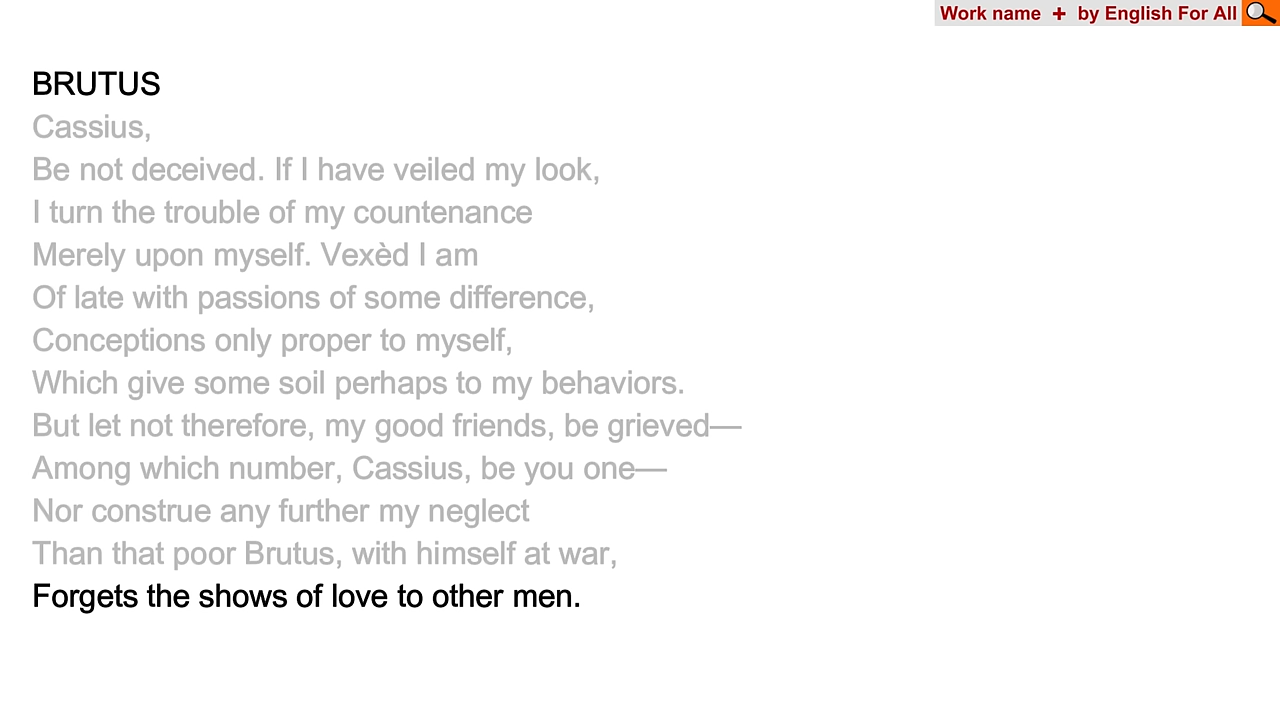 Work name + by English For All
BRUTUS
Cassius,
Be not deceived. If I have veiled my look,
I turn the trouble of my countenance
Merely upon myself. Vexèd I am
Of late with passions of some difference,
Conceptions only proper to myself,
Which give some soil perhaps to my behaviors.
But let not therefore, my good friends, be grieved—
Among which number, Cassius, be you one—
Nor construe any further my neglect
Than that poor Brutus, with himself at war,
Forgets the shows of love to other men.